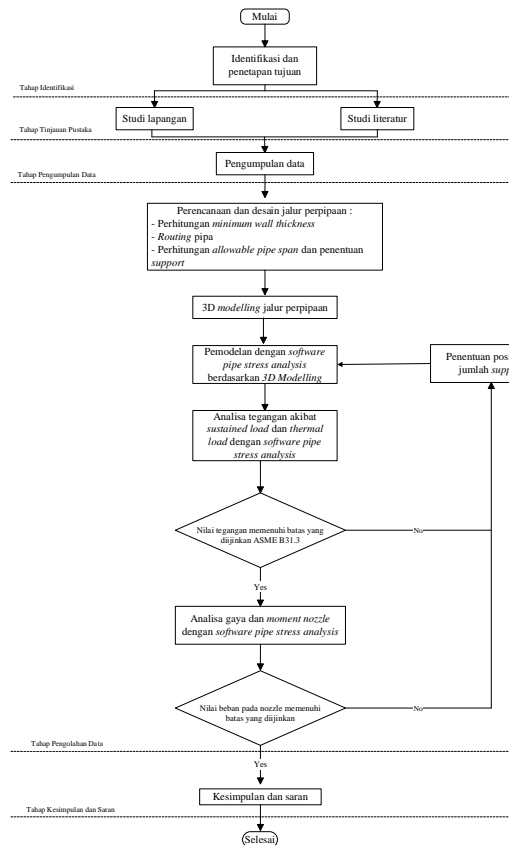 Mulai
Identifikasi dan
penetapan tujuan
Tahap Identifikasi
Studi lapangan
Studi literatur
Tahap Tinjauan Pustaka
Pengumpulan data
Tahap Pengumpulan Data
Perencanaan dan desain jalur perpipaan :
- Perhitungan minimum wall thickness
- Routing pipa
- Perhitungan allowable pipe span dan penentuan
support
3D modelling jalur perpipaan
Pemodelan dengan software
pipe stress analysis
berdasarkan 3D Modelling
Penentuan
jumlah
Analisa tegangan akibat
sustained load dan thermal
load dengan software pipe
stress analysis
Nilai tegangan memenuhi batas yang
diijinkan ASME B31.3
No
Yes
Analisa gaya dan moment nozzle
dengan software pipe stress analysis
Nilai beban pada nozzle memenuhi
batas yang diijinkan
No
Tahap Pengolahan Data
Yes
Kesimpulan dan saran
Tahap Kesimpulan dan Saran
Selesai